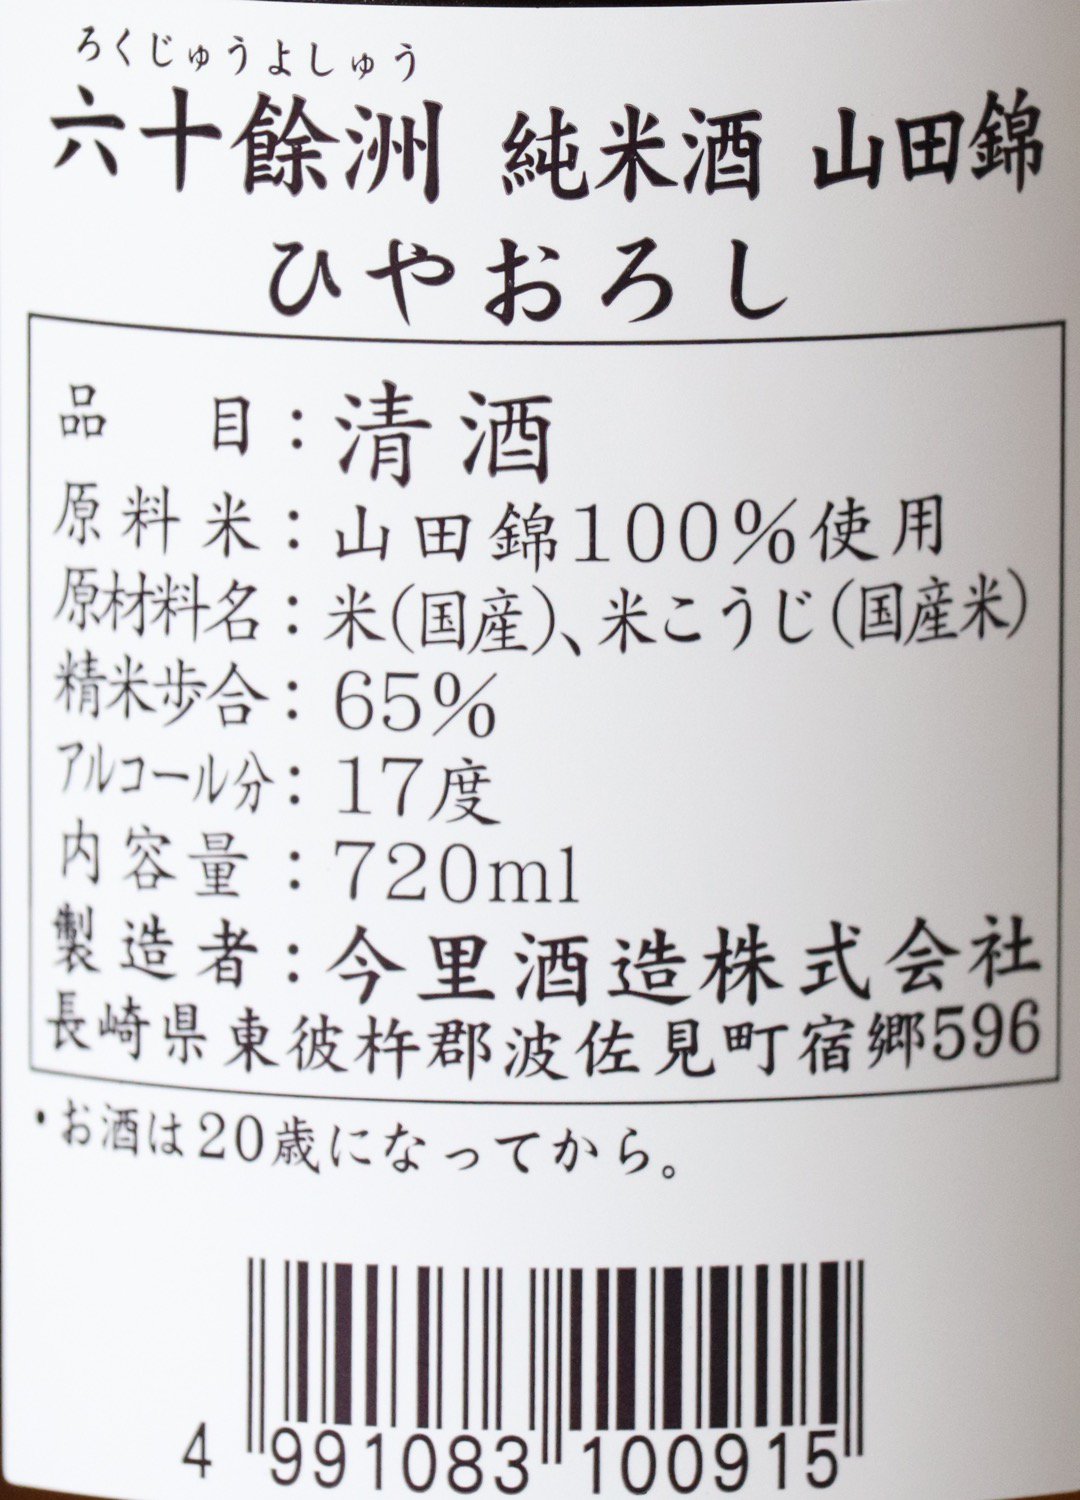 ろくじゅうよしゅう
六十餘洲 純米酒 山田錦
ひやおろし
品目：清酒
原料米：山田錦100%使用
原材料名：米(国産)、米こうじ(国産米)
精米歩合：65%
アルコール分：17度
内容量：720ml
製造者：今里酒造株式会社
長崎県東彼杵郡波佐見町宿郷596
・お酒は20歳になってから。
4 991083 100915